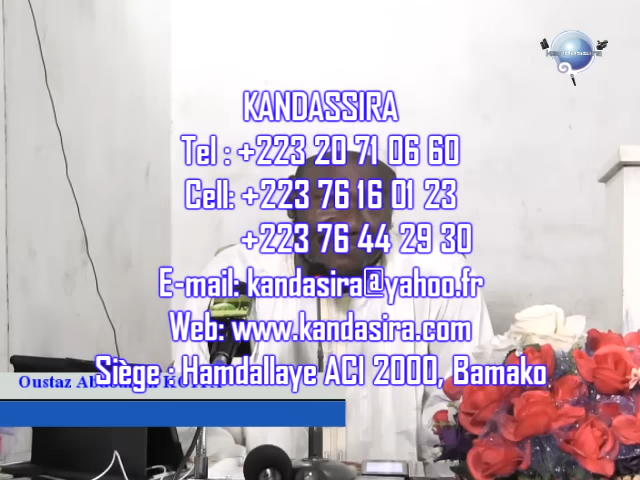 KANDASSIRA
Tel : +223 20 71 06 60
Cell: +223 76 16 01 23
+223 76 44 29 30
E-mail: kandasira@yahoo.fr
Web: www.kandasira.com
Siège : Hamdallaye ACI 2000, Bamako
Oustaz